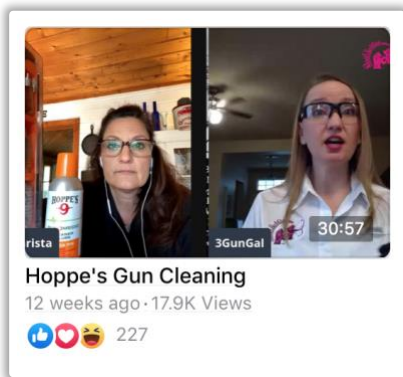 HOPPE'S
9
rista
3GunGal
30:57
Hoppe's Gun Cleaning
12 weeks ago·17.9K Views
227